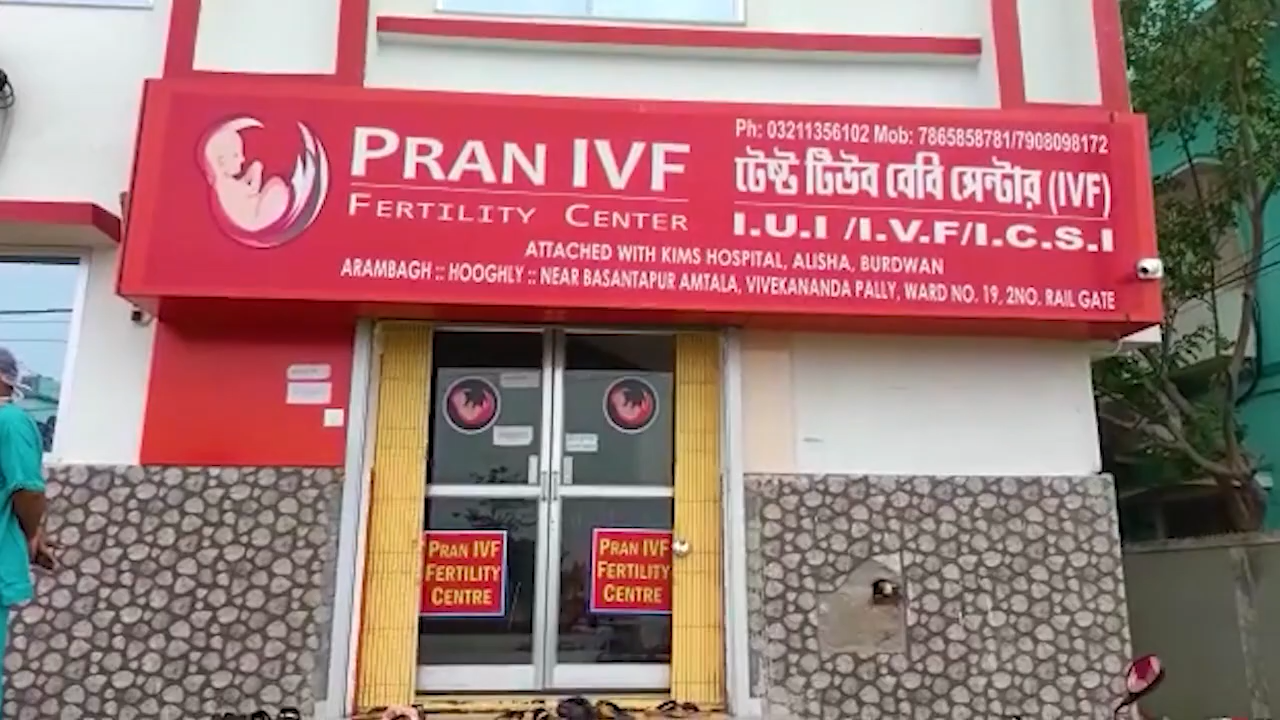 PRAN IVF
FERTILITY CENTER
Ph: 03211356102 Mob: 7865858781/7908098172
টেষ্ট টিউব বেবি সেন্টার (IVF)
I.U.I /I.V.F/I.C.S.I
ATTACHED WITH KIMS HOSPITAL, ALISHA, BURDWAN
ARAMBAGH :: HOOGHLY :: NEAR BASANTAPUR AMTALA, VIVEKANANDA PALLY, WARD NO. 19, 2NO. RAIL GATE
PRAN IVF
FERTILITY
CENTRE
PRAN IVF
FERTILITY
CENTRE